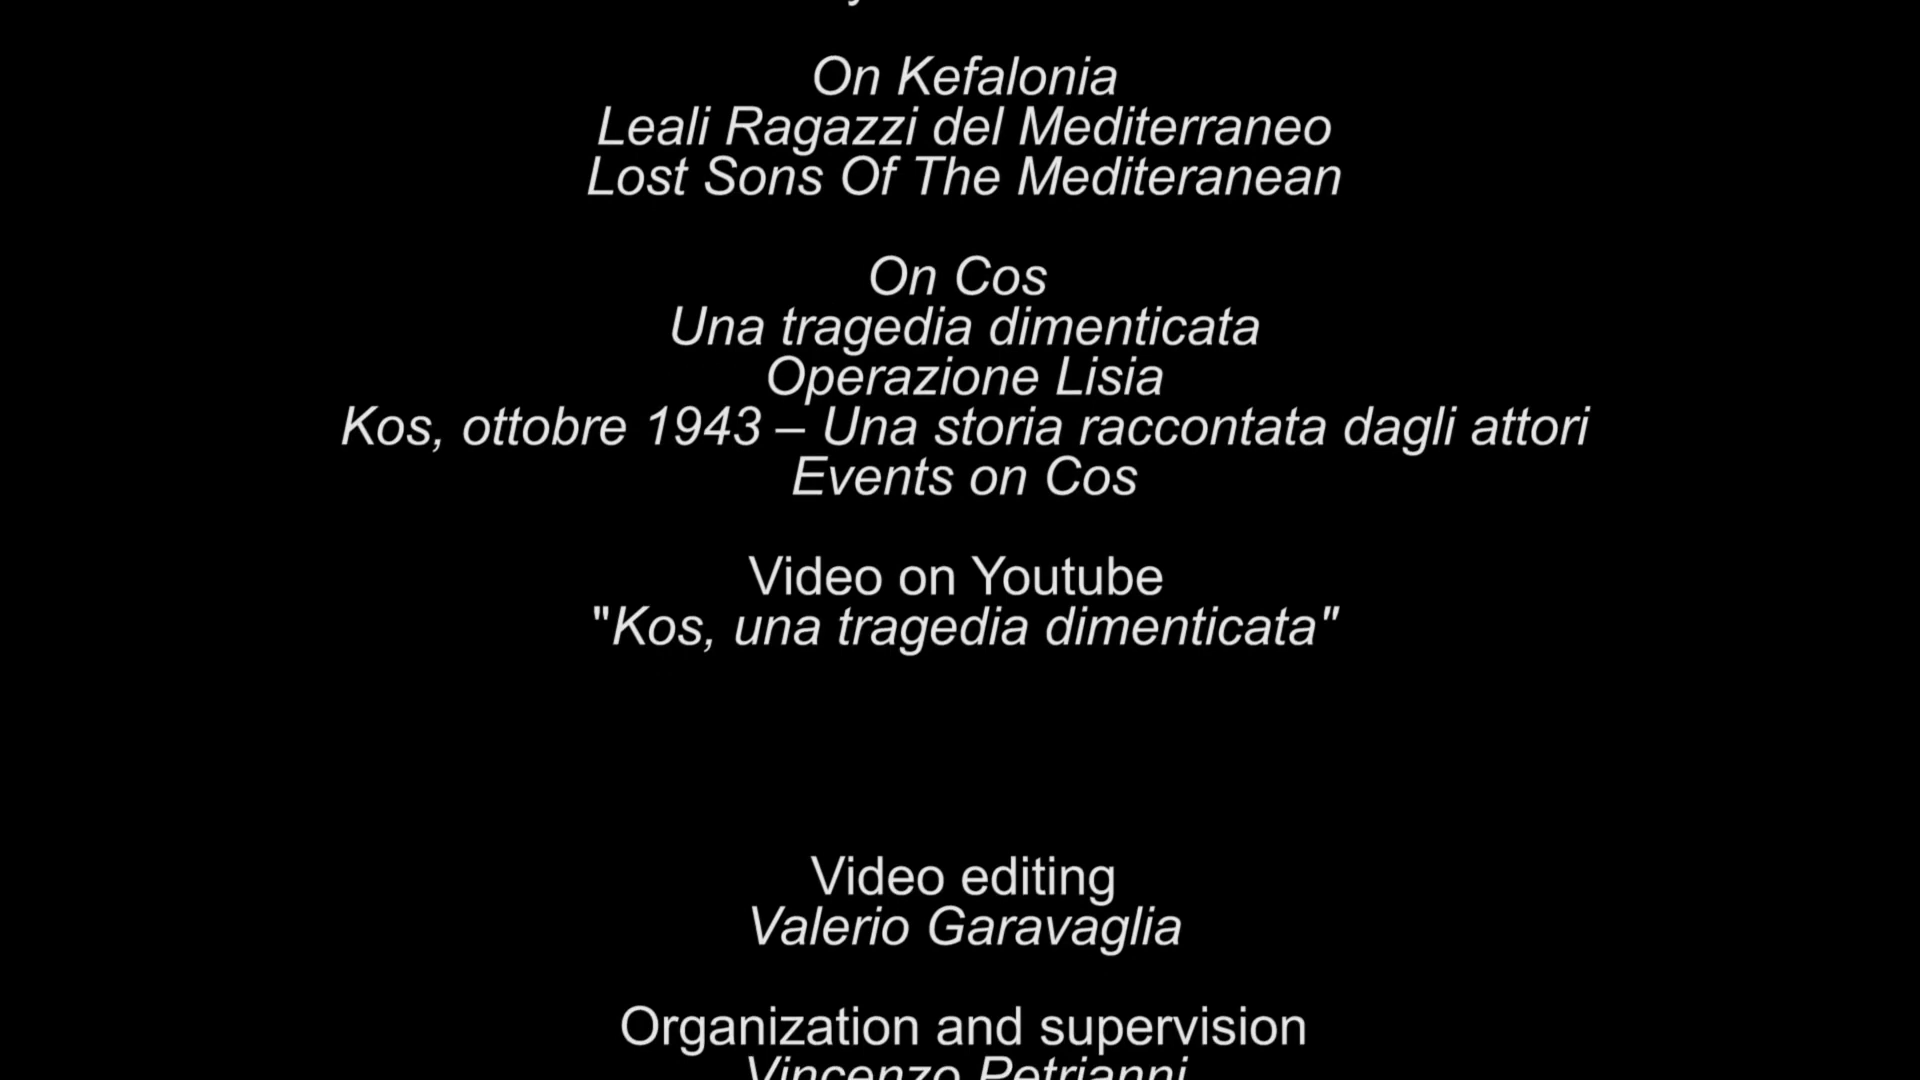 On Kefalonia
Leali Ragazzi del Mediterraneo
Lost Sons Of The Mediteranean
On Cos
Una tragedia dimenticata
Operazione Lisia
Kos, ottobre 1943 – Una storia raccontata dagli attori
Events on Cos
Video on Youtube
"Kos, una tragedia dimenticata"
Video editing
Valerio Garavaglia
Organization and supervision
Vincenzo Petrianni